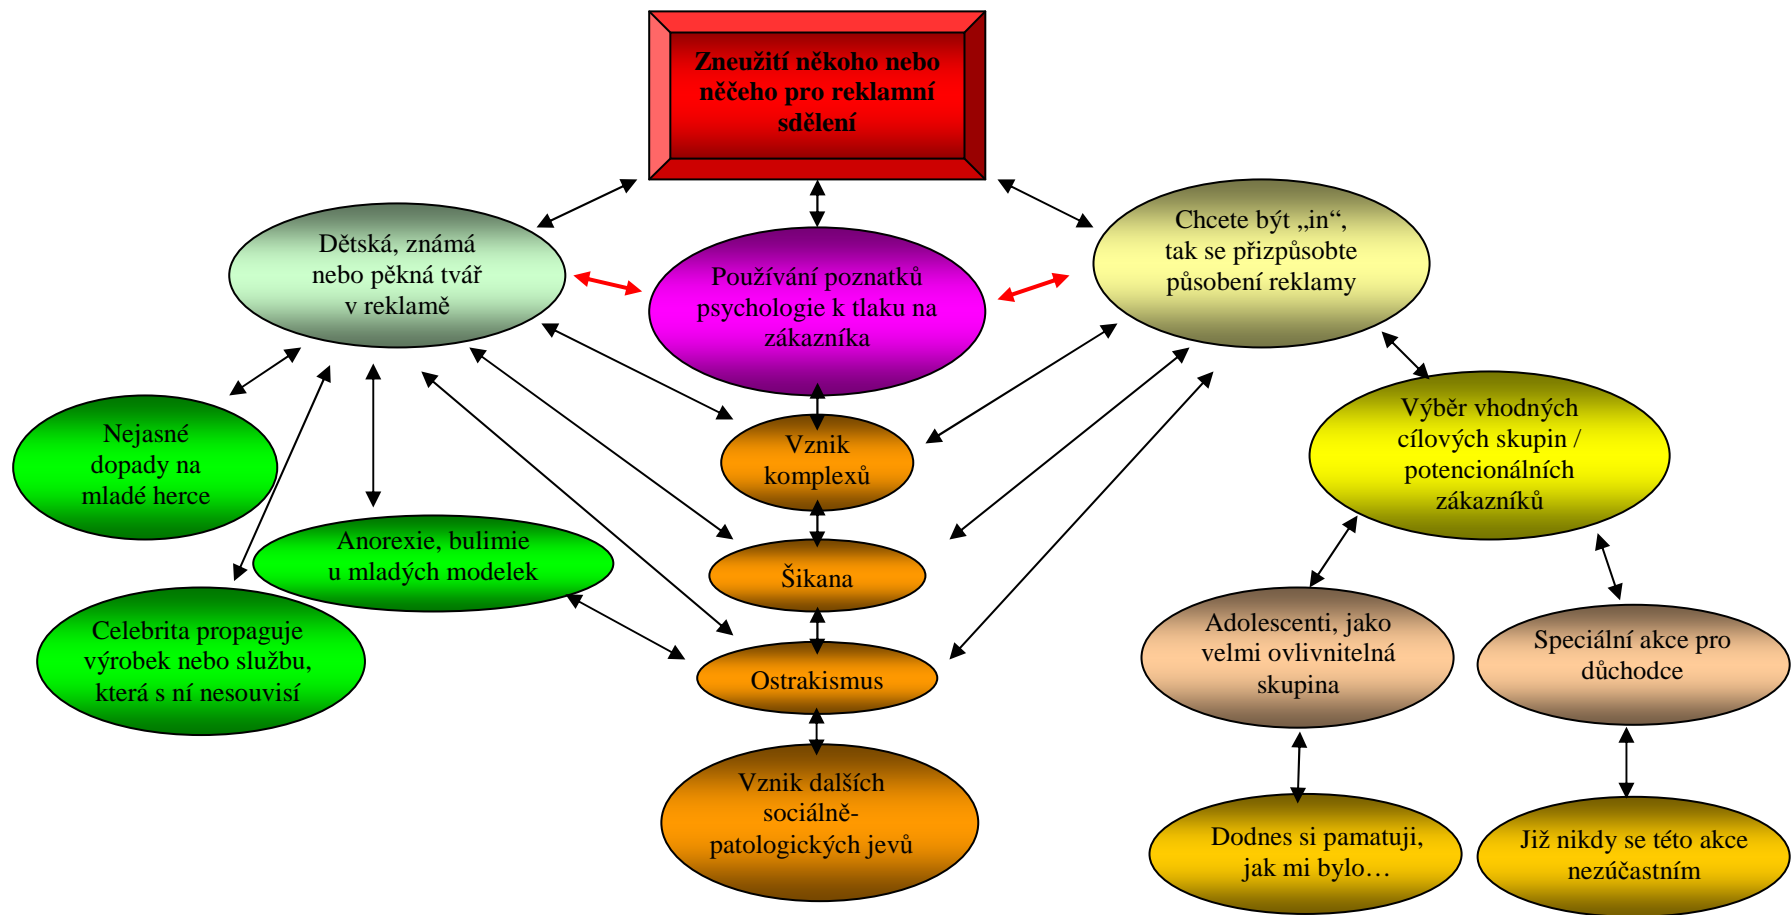 Zneužití někoho nebo
něčeho pro reklamní
sdělení
Dětská, známá
nebo pěkná tvář
v reklamě
Používání poznatků
psychologie k tlaku na
zákazníka
Chcete být „in“,
tak se přizpůsobte
působení reklamy
Nejasné
dopady na
mladé herce
Vznik
komplexů
Výběr vhodných
cílových skupin /
potencionálních
zákazníků
Anorexie, bulimie
u mladých modelek
Šikana
Celebrita propaguje
výrobek nebo službu,
která s ní nesouvisí
Ostrakismus
Adolescenti, jako
velmi ovlivnitelná
skupina
Speciální akce pro
důchodce
Vznik dalších
sociálně-
patologických jevů
Dodnes si pamatuji,
jak mi bylo…
Již nikdy se této akce
nezúčastním